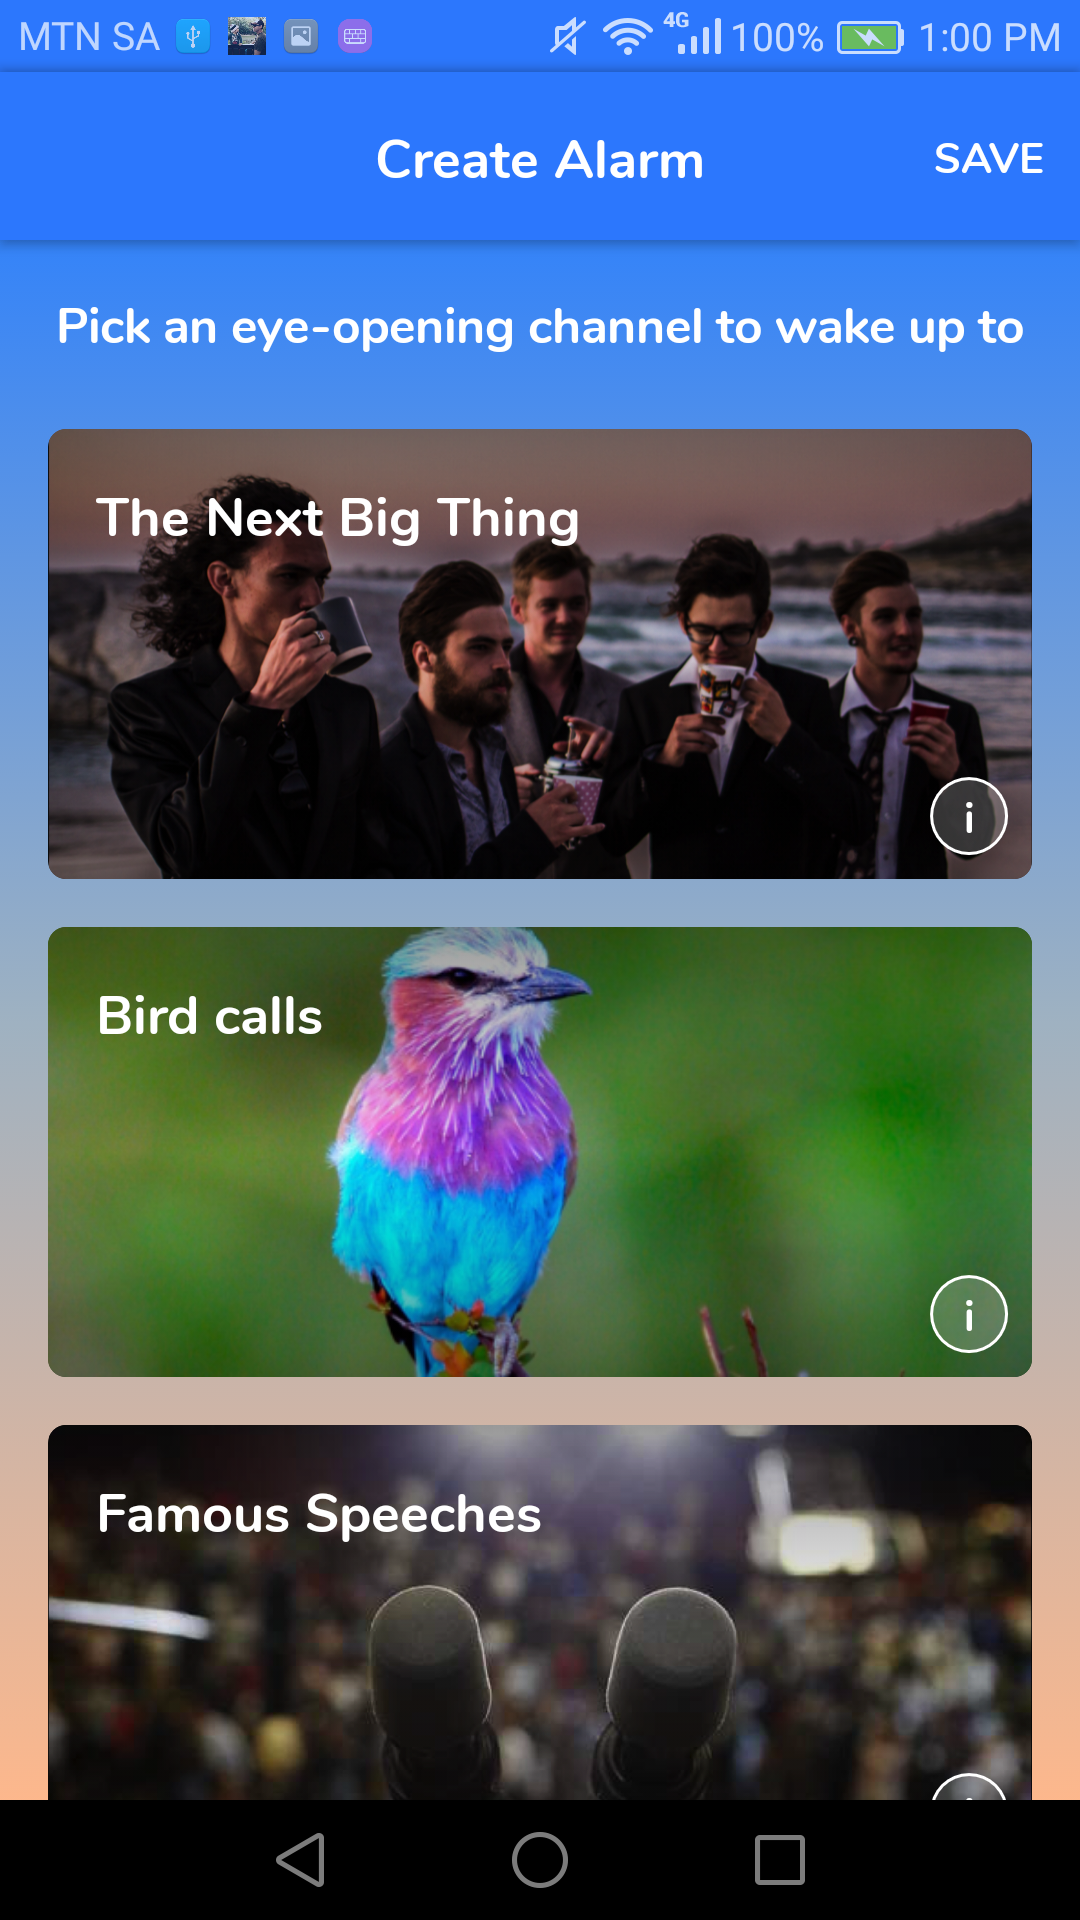 MTN SA 4G 100% 1:00 PM
Create Alarm SAVE
Pick an eye-opening channel to wake up to
The Next Big Thing
i
Bird calls
i
Famous Speeches